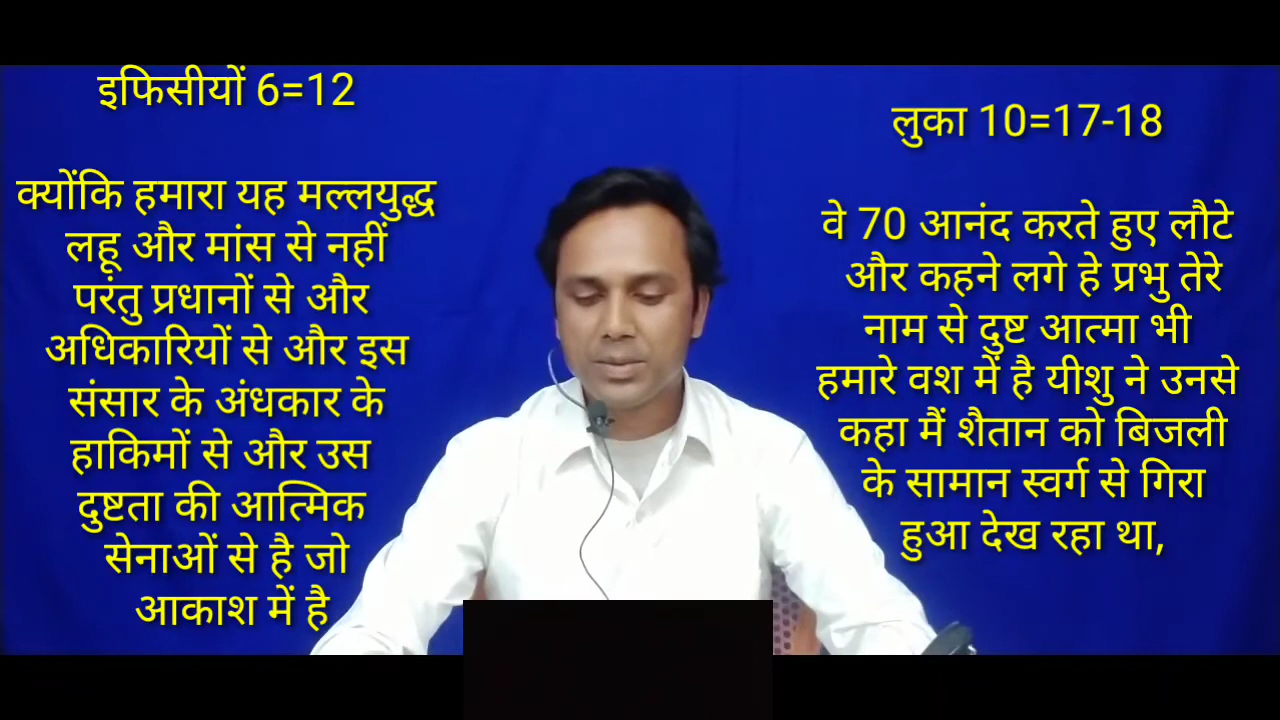 इफिसीयों 6=12
क्योंकि हमारा यह मल्लयुद्ध
लहू और मांस से नहीं
परंतु प्रधानों से और
अधिकारियों से और इस
संसार के अंधकार के
हाकिमों से और उस
दुष्टता की आत्मिक
सेनाओं से है जो
आकाश में है
लुका 10=17-18
वे 70 आनंद करते हुए लौटे
और कहने लगे हे प्रभु तेरे
नाम से दुष्ट आत्मा भी
हमारे वश में है यीशु ने उनसे
कहा मैं शैतान को बिजली
के सामान स्वर्ग से गिरा
हुआ देख रहा था,